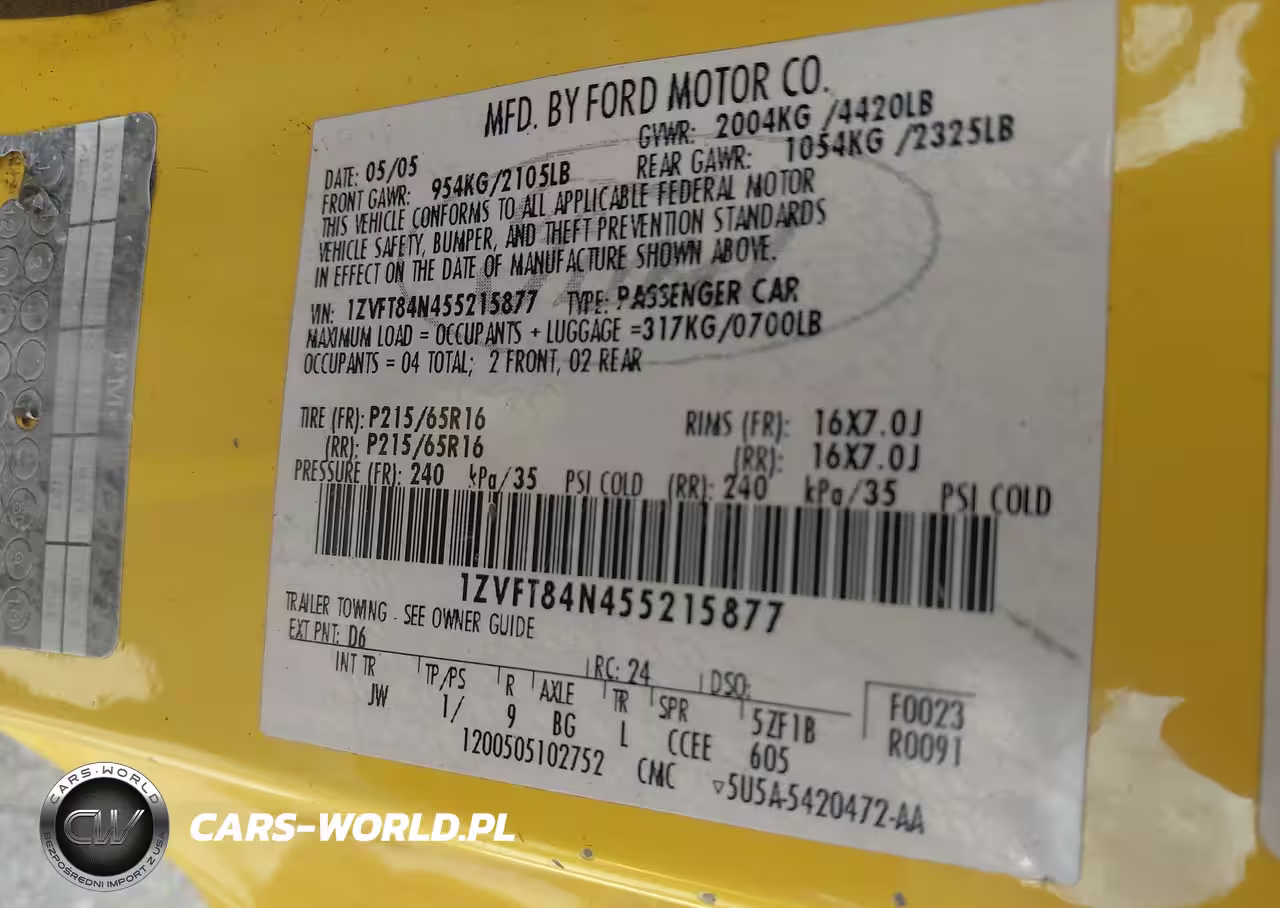 MFD. BY FORD MOTOR CO.
DATE: 05/05 GVWR: 2004KG /4420LB
FRONT GAWR: 954KG/2105LB REAR GAWR: 1054KG /2325LB
THIS VEHICLE CONFORMS TO ALL APPLICABLE FEDERAL MOTOR
VEHICLE SAFETY, BUMPER, AND THEFT PREVENTION STANDARDS
IN EFFECT ON THE DATE OF MANUFACTURE SHOWN ABOVE.
VIN: 1ZVFT84N455215877 TYPE: PASSENGER CAR
MAXIMUM LOAD = OCCUPANTS + LUGGAGE =317KG/0700LB
OCCUPANTS = 04 TOTAL; 2 FRONT, 02 REAR
TIRE (FR): P215/65R16 RIMS (FR): 16X7.0J
(RR): P215/65R16 (RR): 16X7.0J
PRESSURE (FR): 240 kPa/35 PSI COLD (RR): 240 kPa/35 PSI COLD
1ZVFT84N455215877
TRAILER TOWING - SEE OWNER GUIDE
EXT PNT: D6 RC: 24 DSO:
INT TR TP/PS R AXLE TR SPR 5ZF1B F0023
JW 1/ 9 BG L CCEE 605 R0091
1200505102752 CMC ▽5U5A-5420472-AA
CARS-WORLD
CW
BEZPOŚREDNI IMPORT Z USA
CARS-WORLD.PL